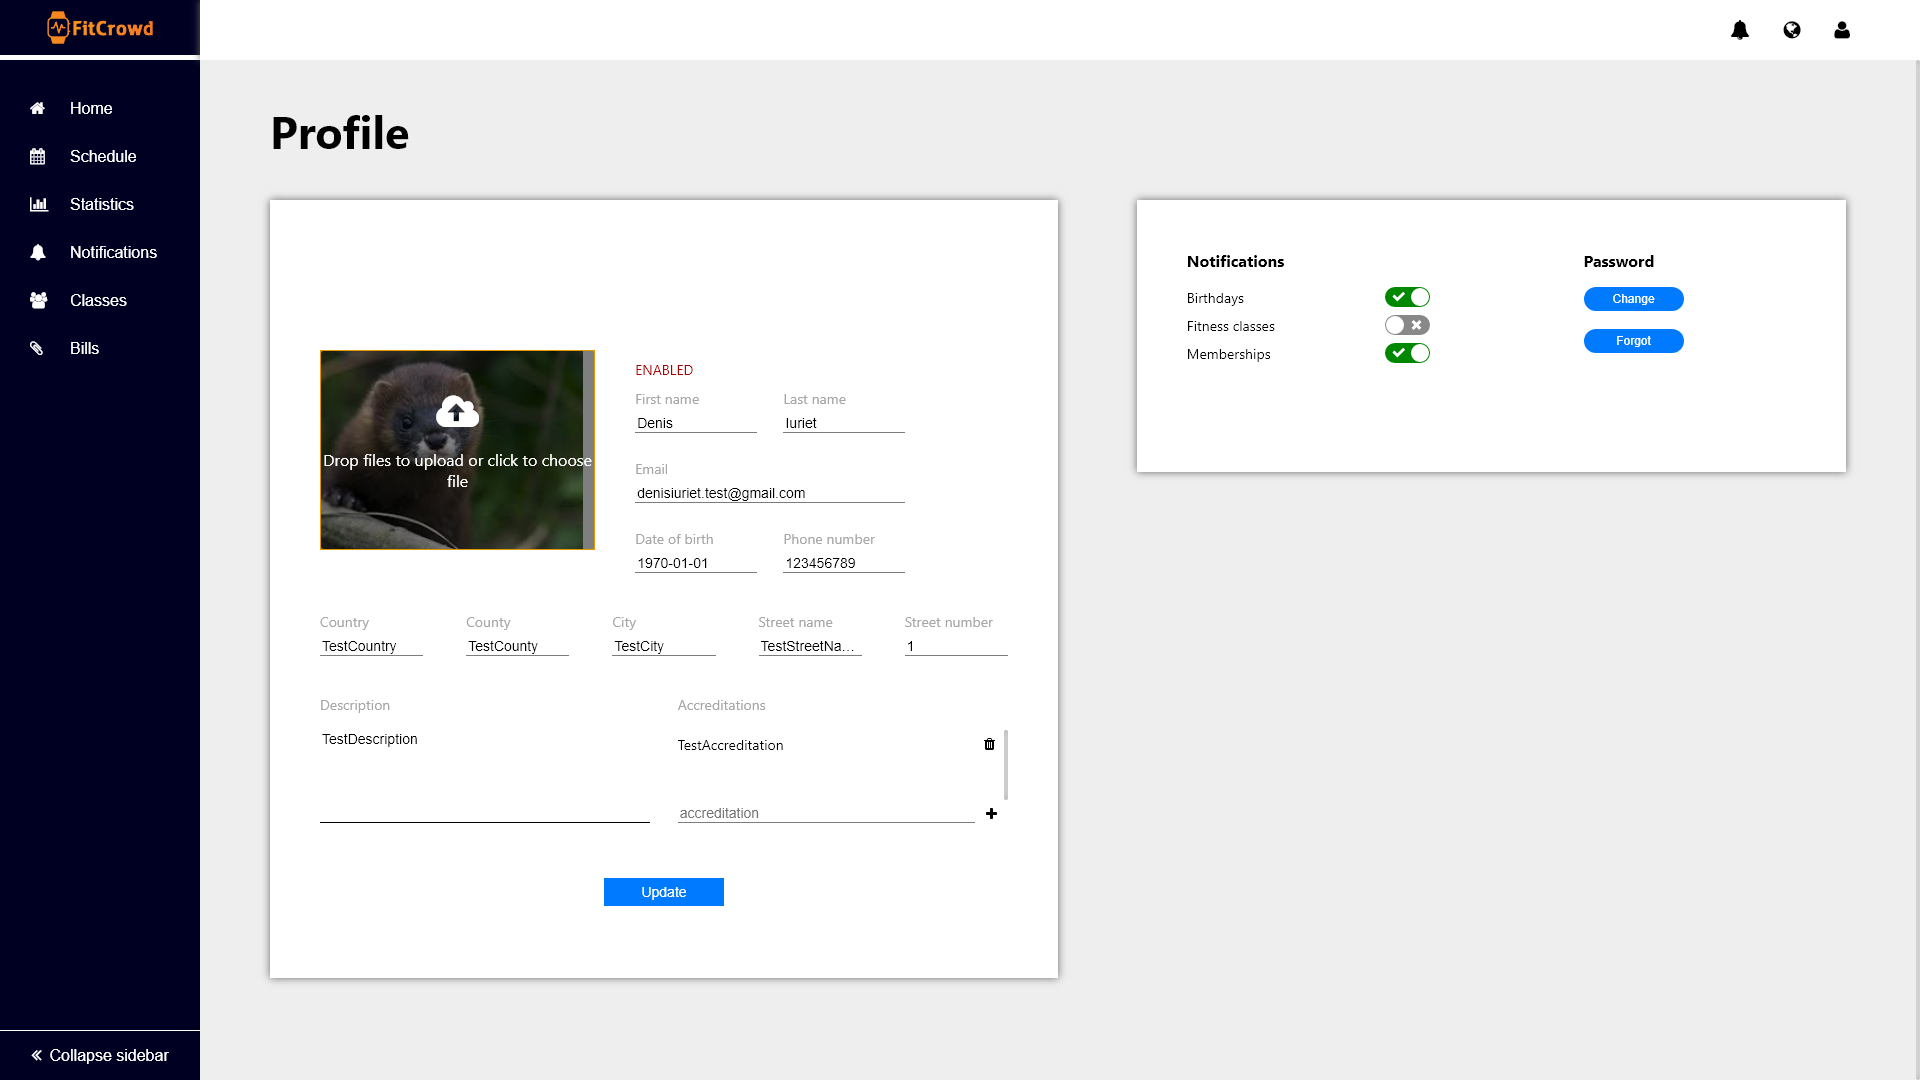 FitCrowd
Home
Schedule
Statistics
Notifications
Classes
Bills
Collapse sidebar
Profile
Drop files to upload or click to choose
file
ENABLED
First name
Last name
Denis
Iuriet
Email
denisiuriet.test@gmail.com
Date of birth
Phone number
1970-01-01
123456789
Country
County
City
Street name
Street number
TestCountry
TestCounty
TestCity
TestStreetNa...
1
Description
Accreditations
TestDescription
TestAccreditation
accreditation
Update
Notifications
Birthdays
Fitness classes
Memberships
Password
Change
Forgot